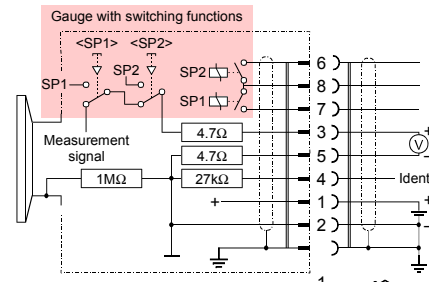 Gauge with switching functions
<SP1> <SP2>
SP1 SP2 SP2
SP1
6
8
7
Measurement
signal
4.7Ω
3
+
V
4.7Ω
5
−
1MΩ
27kΩ
4
Ident
+
1
+
2
−
1